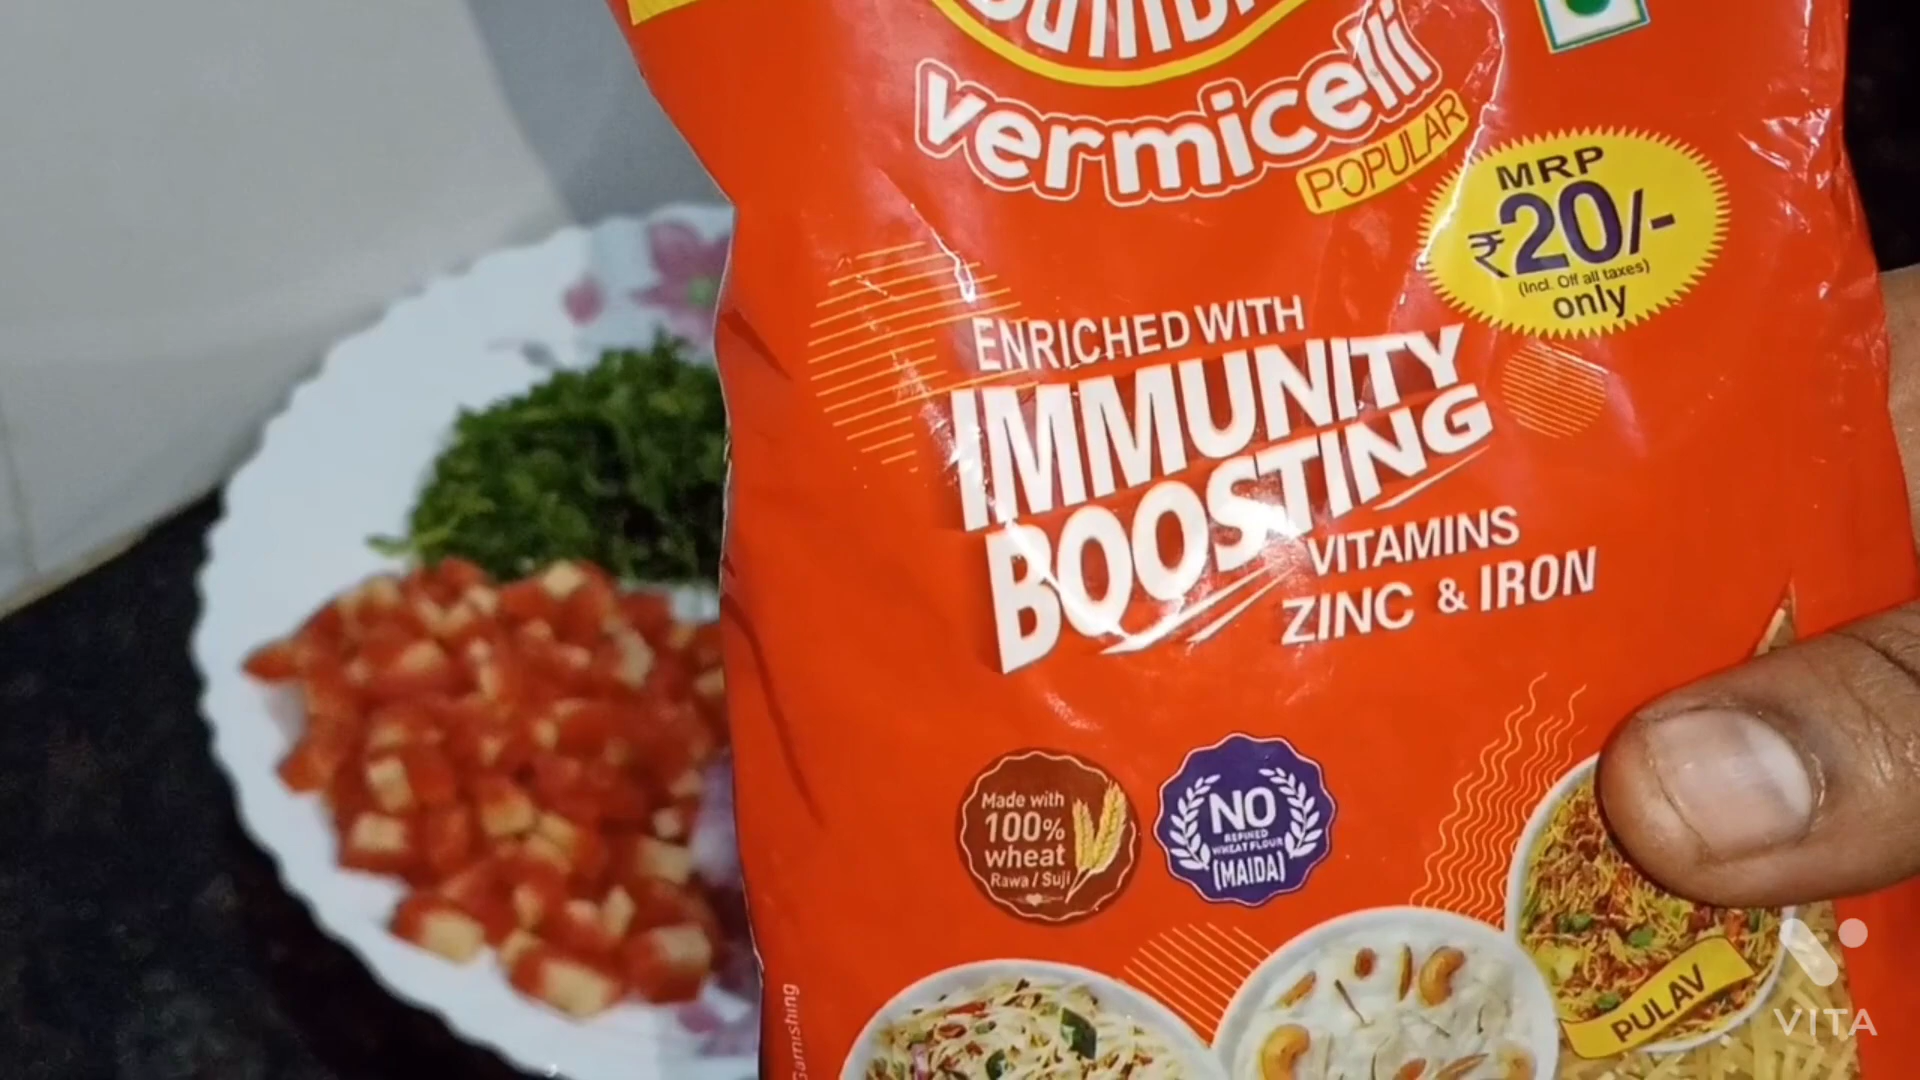 vermicelli
POPULAR
MRP
₹20/-
(Incl. Off all taxes)
only
ENRICHED WITH
IMMUNITY
BOOSTING
VITAMINS
ZINC & IRON
Made with
100%
wheat
Rawa / Suji
NO
REFINED
WHEAT FLOUR
(MAIDA)
PULAV
Garnishing
VITA